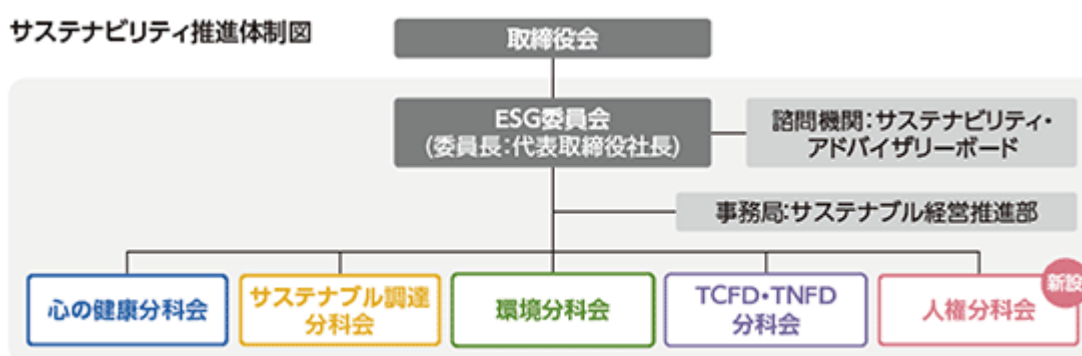 サステナビリティ推進体制図
取締役会
ESG委員会
(委員長:代表取締役社長)
諮問機関:サステナビリティ・
アドバイザリーボード
事務局:サステナブル経営推進部
心の健康分科会
サステナブル調達
分科会
環境分科会
TCFD・TNFD
分科会
人権分科会
新設